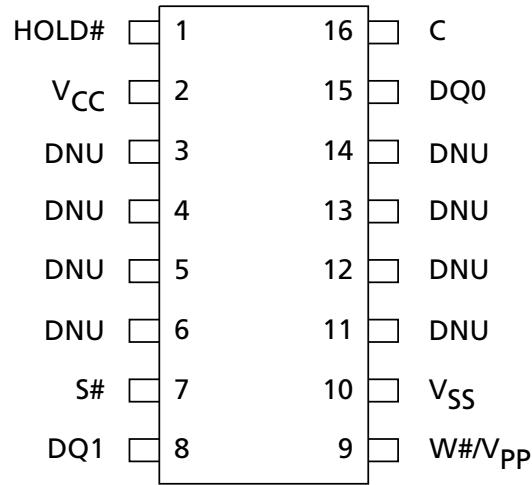 HOLD# 1 16 C
VCC 2 15 DQ0
DNU 3 14 DNU
DNU 4 13 DNU
DNU 5 12 DNU
DNU 6 11 DNU
S# 7 10 VSS
DQ1 8 9 W#/VPP